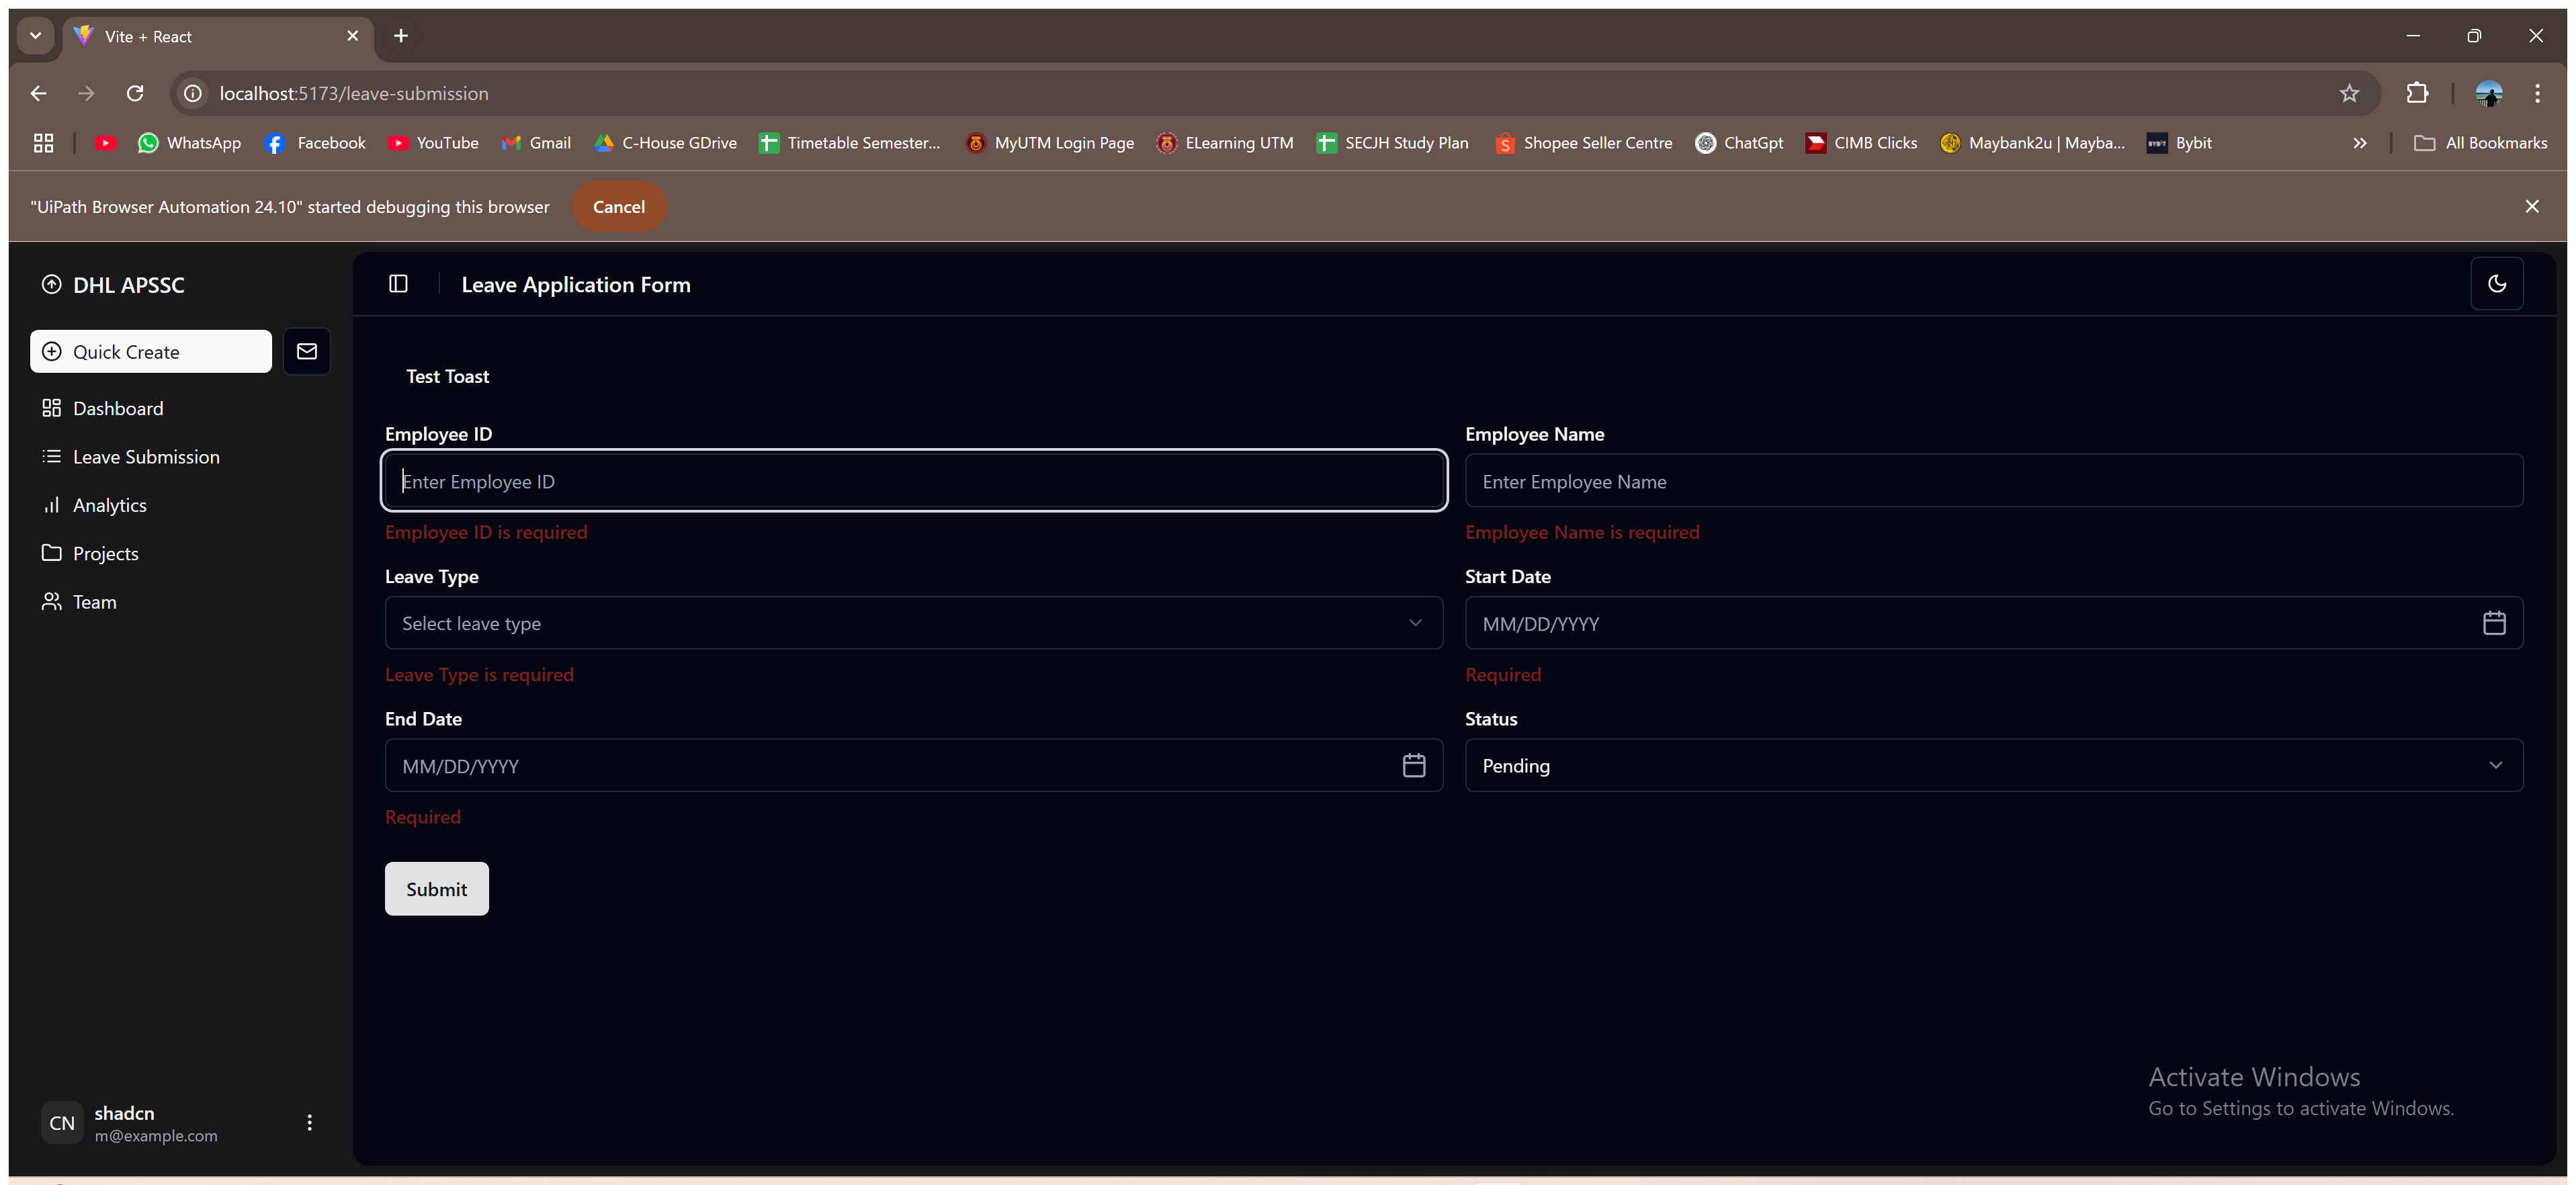 Vite + React
localhost:5173/leave-submission
WhatsApp Facebook YouTube Gmail C-House GDrive Timetable Semester... MyUTM Login Page ELearning UTM SECJH Study Plan Shopee Seller Centre ChatGpt CIMB Clicks Maybank2u | Mayba... Bybit All Bookmarks
"UiPath Browser Automation 24.10" started debugging this browser Cancel
DHL APSSC
Quick Create
Dashboard
Leave Submission
Analytics
Projects
Team
CN
shadcn
m@example.com
Leave Application Form
Test Toast
Employee ID
Enter Employee ID
Employee ID is required
Employee Name
Enter Employee Name
Employee Name is required
Leave Type
Select leave type
Leave Type is required
Start Date
MM/DD/YYYY
Required
End Date
MM/DD/YYYY
Required
Status
Pending
Submit
Activate Windows
Go to Settings to activate Windows.